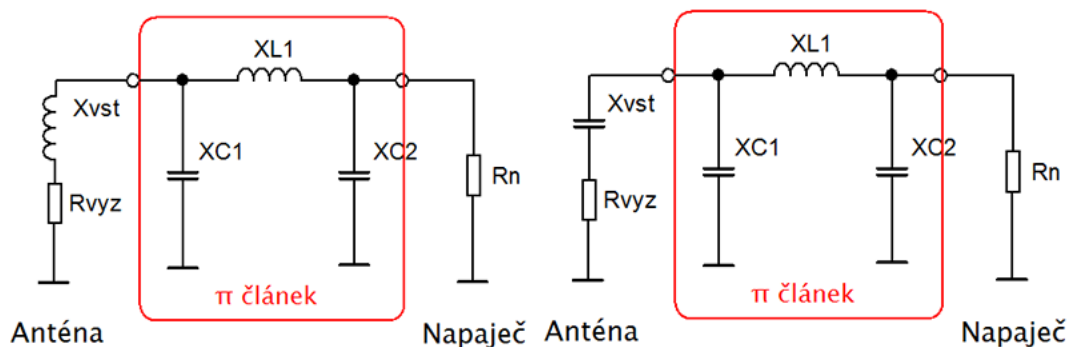 XL1
Xvst
XC1
XC2
Rvyz
Rn
π článek
Anténa
Napaječ
XL1
Xvst
XC1
XC2
Rvyz
Rn
π článek
Anténa
Napaječ